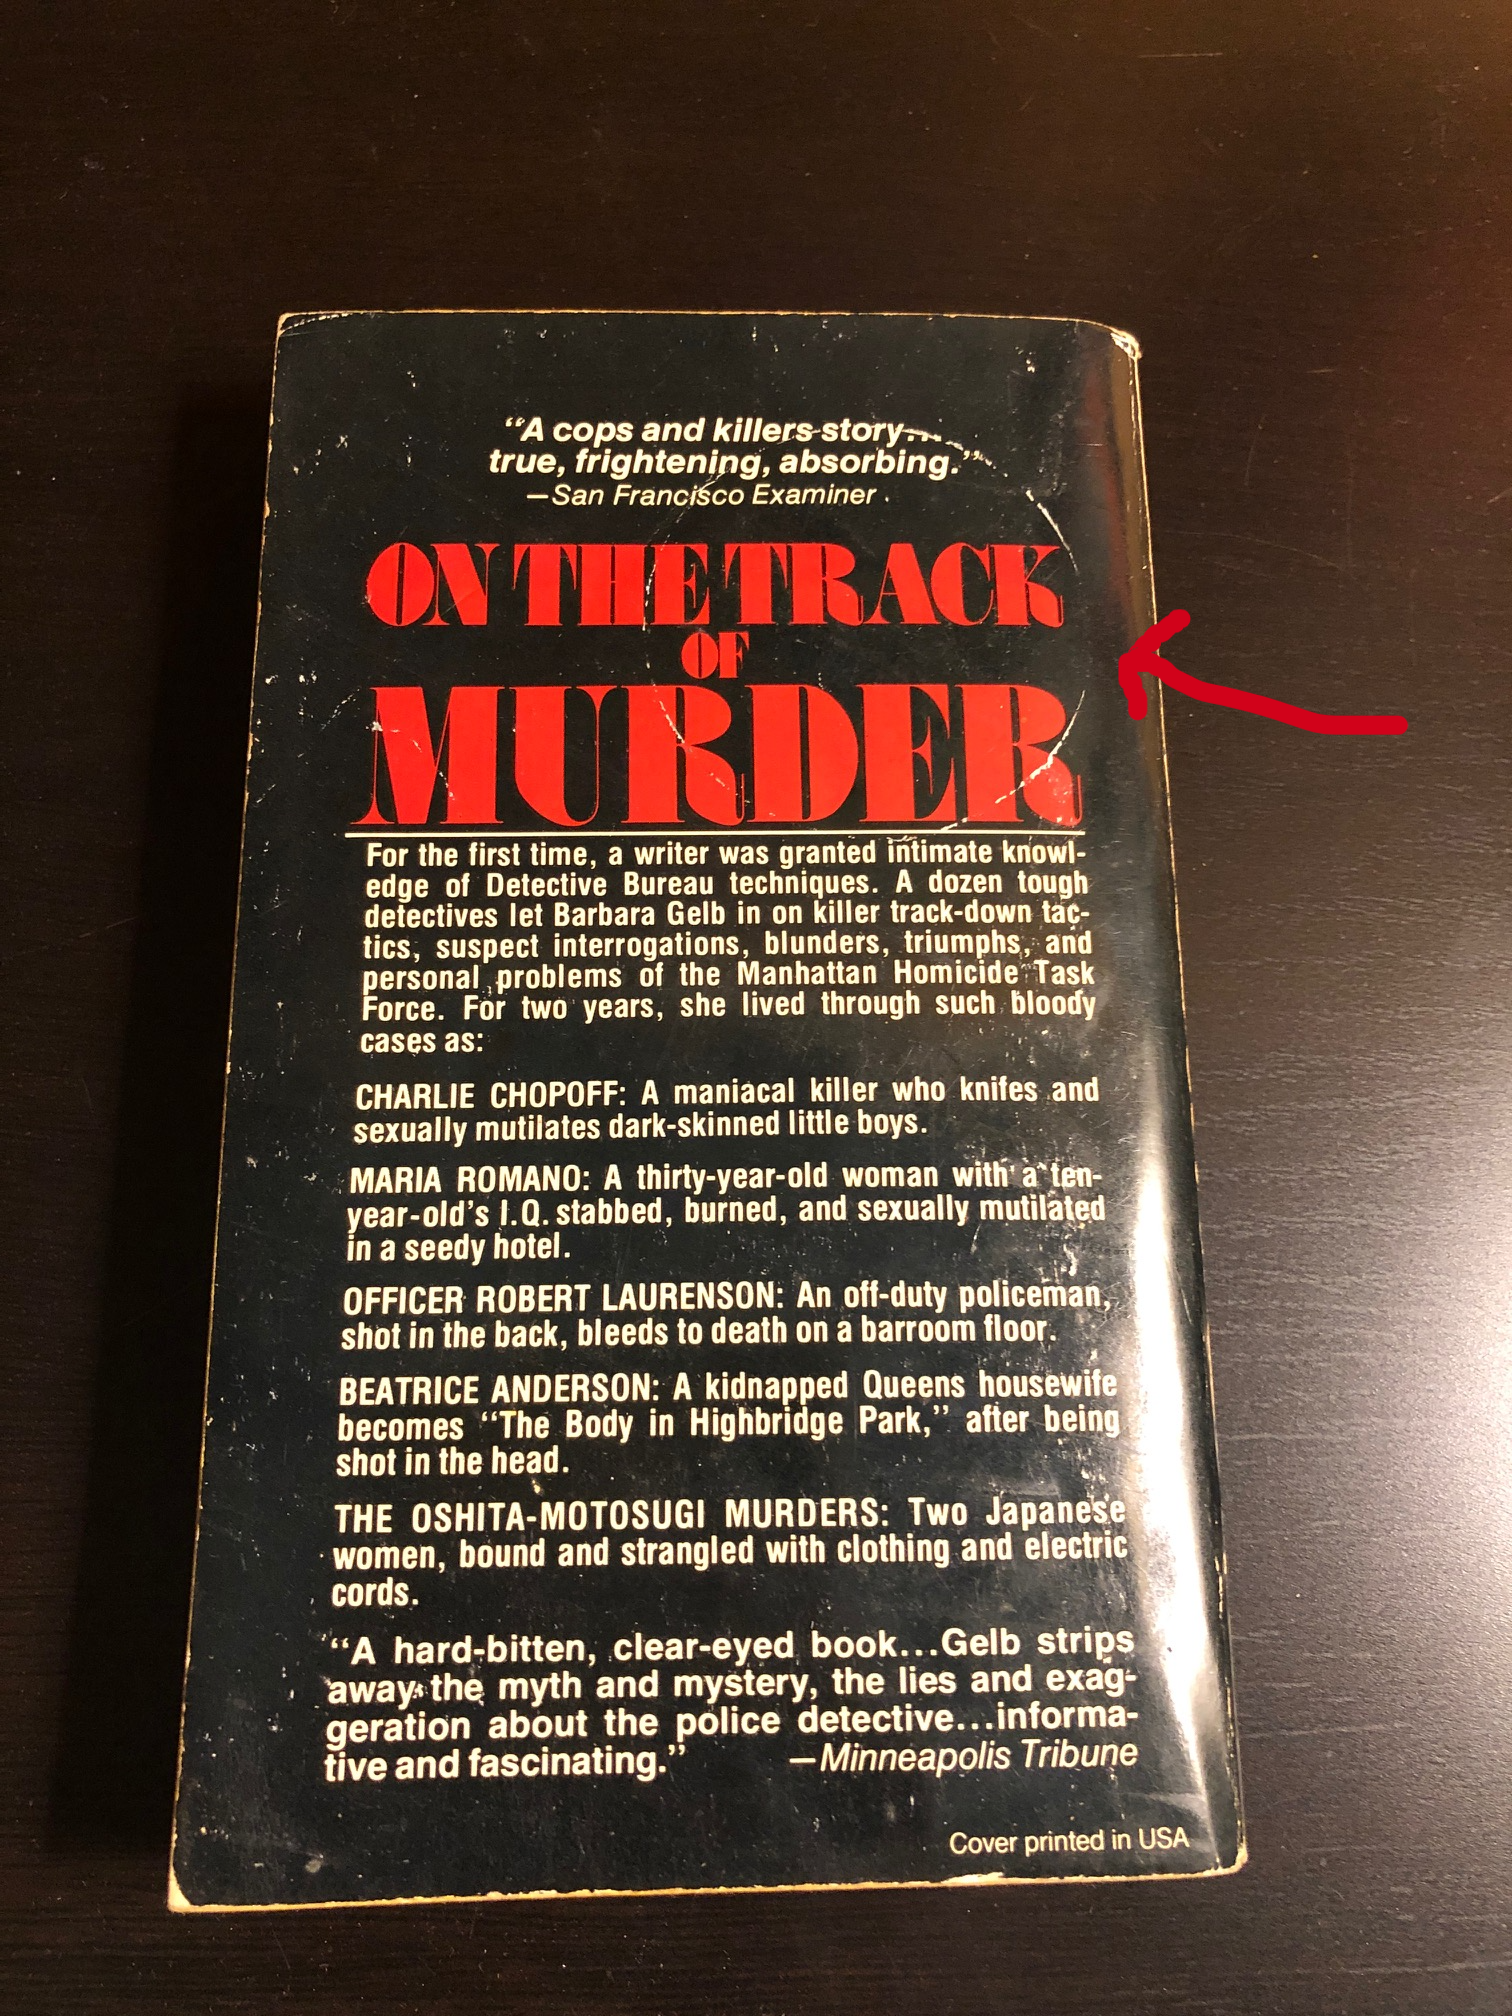 “A cops and killers story...
true, frightening, absorbing.”
—San Francisco Examiner
ON THE TRACK
OF
MURDER
For the first time, a writer was granted intimate knowl-
edge of Detective Bureau techniques. A dozen tough
detectives let Barbara Gelb in on killer track-down tac-
tics, suspect interrogations, blunders, triumphs, and
personal problems of the Manhattan Homicide Task
Force. For two years, she lived through such bloody
cases as:
CHARLIE CHOPOFF: A maniacal killer who knifes and
sexually mutilates dark-skinned little boys.
MARIA ROMANO: A thirty-year-old woman with a ten-
year-old’s I.Q. stabbed, burned, and sexually mutilated
in a seedy hotel.
OFFICER ROBERT LAURENSON: An off-duty policeman,
shot in the back, bleeds to death on a barroom floor.
BEATRICE ANDERSON: A kidnapped Queens housewife
becomes “The Body in Highbridge Park,” after being
shot in the head.
THE OSHITA-MOTOSUGI MURDERS: Two Japanese
women, bound and strangled with clothing and electric
cords.
“A hard-bitten, clear-eyed book...Gelb strips
away the myth and mystery, the lies and exag-
geration about the police detective...informa-
tive and fascinating.” —Minneapolis Tribune
Cover printed in USA